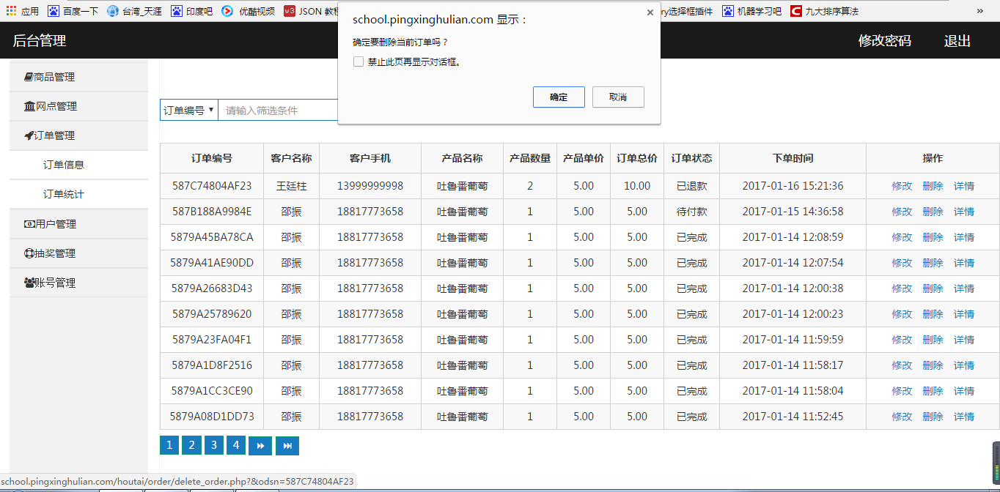 应用 百度一下 台湾_天涯 印度吧 优酷视频 w3 JSON 教程 ry选择框插件 机器学习吧 九大排序算法 »
school.pingxinghulian.com 显示：
确定要删除当前订单吗？
禁止此页再显示对话框。
确定 取消
后台管理 修改密码 退出
商品管理
网点管理
订单管理
订单信息
订单统计
用户管理
抽奖管理
账号管理
订单编号 请输入筛选条件
订单编号 客户名称 客户手机 产品名称 产品数量 产品单价 订单总价 订单状态 下单时间 操作
587C74804AF23 王廷柱 13999999998 吐鲁番葡萄 2 5.00 10.00 已退款 2017-01-16 15:21:36 修改 删除 详情
587B188A9984E 邵振 18817773658 吐鲁番葡萄 1 5.00 5.00 待付款 2017-01-15 14:36:58 修改 删除 详情
5879A45BA78CA 邵振 18817773658 吐鲁番葡萄 1 5.00 5.00 已完成 2017-01-14 12:08:59 修改 删除 详情
5879A41AE90DD 邵振 18817773658 吐鲁番葡萄 1 5.00 5.00 已完成 2017-01-14 12:07:54 修改 删除 详情
5879A26683D43 邵振 18817773658 吐鲁番葡萄 1 5.00 5.00 已完成 2017-01-14 12:00:38 修改 删除 详情
5879A25789620 邵振 18817773658 吐鲁番葡萄 1 5.00 5.00 已完成 2017-01-14 12:00:23 修改 删除 详情
5879A23FA04F1 邵振 18817773658 吐鲁番葡萄 1 5.00 5.00 已完成 2017-01-14 11:59:59 修改 删除 详情
5879A1D8F2516 邵振 18817773658 吐鲁番葡萄 1 5.00 5.00 已完成 2017-01-14 11:58:17 修改 删除 详情
5879A1CC3CE90 邵振 18817773658 吐鲁番葡萄 1 5.00 5.00 已完成 2017-01-14 11:58:04 修改 删除 详情
5879A08D1DD73 邵振 18817773658 吐鲁番葡萄 1 5.00 5.00 已完成 2017-01-14 11:52:45 修改 删除 详情
1 2 3 4
school.pingxinghulian.com/houtai/order/delete_order.php?&odsn=587C74804AF23